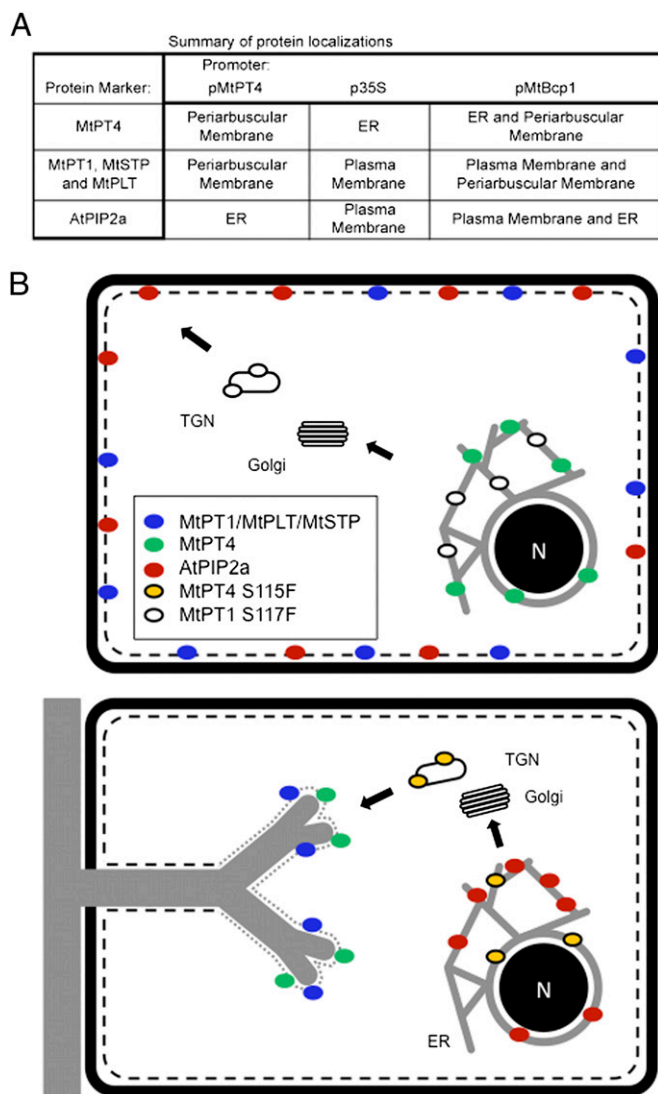 A
Summary of protein localizations
Promoter:
Protein Marker: pMtPT4 p35S pMtBcp1
MtPT4 Periarbuscular Membrane ER ER and Periarbuscular Membrane
MtPT1, MtSTP and MtPLT Periarbuscular Membrane Plasma Membrane Plasma Membrane and Periarbuscular Membrane
AtPIP2a ER Plasma Membrane Plasma Membrane and ER
B
TGN
Golgi
MtPT1/MtPLT/MtSTP
MtPT4
AtPIP2a
MtPT4 S115F
MtPT1 S117F
N
TGN
Golgi
N
ER